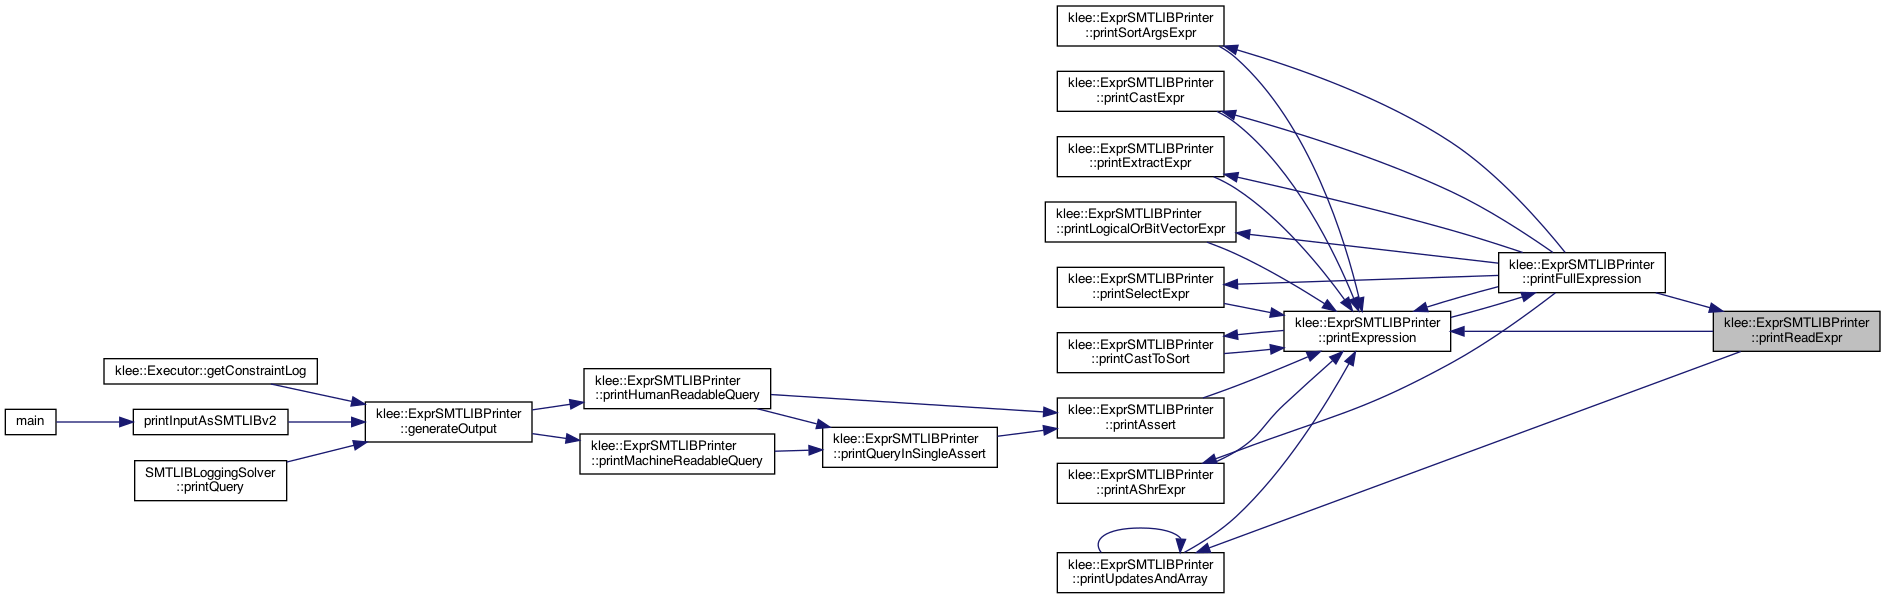 klee::ExprSMTLIBPrinter
::printSortArgsExpr
klee::ExprSMTLIBPrinter
::printCastExpr
klee::ExprSMTLIBPrinter
::printExtractExpr
klee::ExprSMTLIBPrinter
::printLogicalOrBitVectorExpr
klee::ExprSMTLIBPrinter
::printFullExpression
klee::ExprSMTLIBPrinter
::printSelectExpr
klee::ExprSMTLIBPrinter
::printExpression
klee::ExprSMTLIBPrinter
::printReadExpr
klee::ExprSMTLIBPrinter
::printCastToSort
klee::Executor::getConstraintLog
klee::ExprSMTLIBPrinter
::printHumanReadableQuery
main
printInputAsSMTLIBv2
klee::ExprSMTLIBPrinter
::generateOutput
klee::ExprSMTLIBPrinter
::printAssert
klee::ExprSMTLIBPrinter
::printMachineReadableQuery
klee::ExprSMTLIBPrinter
::printQueryInSingleAssert
SMTLIBLoggingSolver
::printQuery
klee::ExprSMTLIBPrinter
::printAShrExpr
klee::ExprSMTLIBPrinter
::printUpdatesAndArray